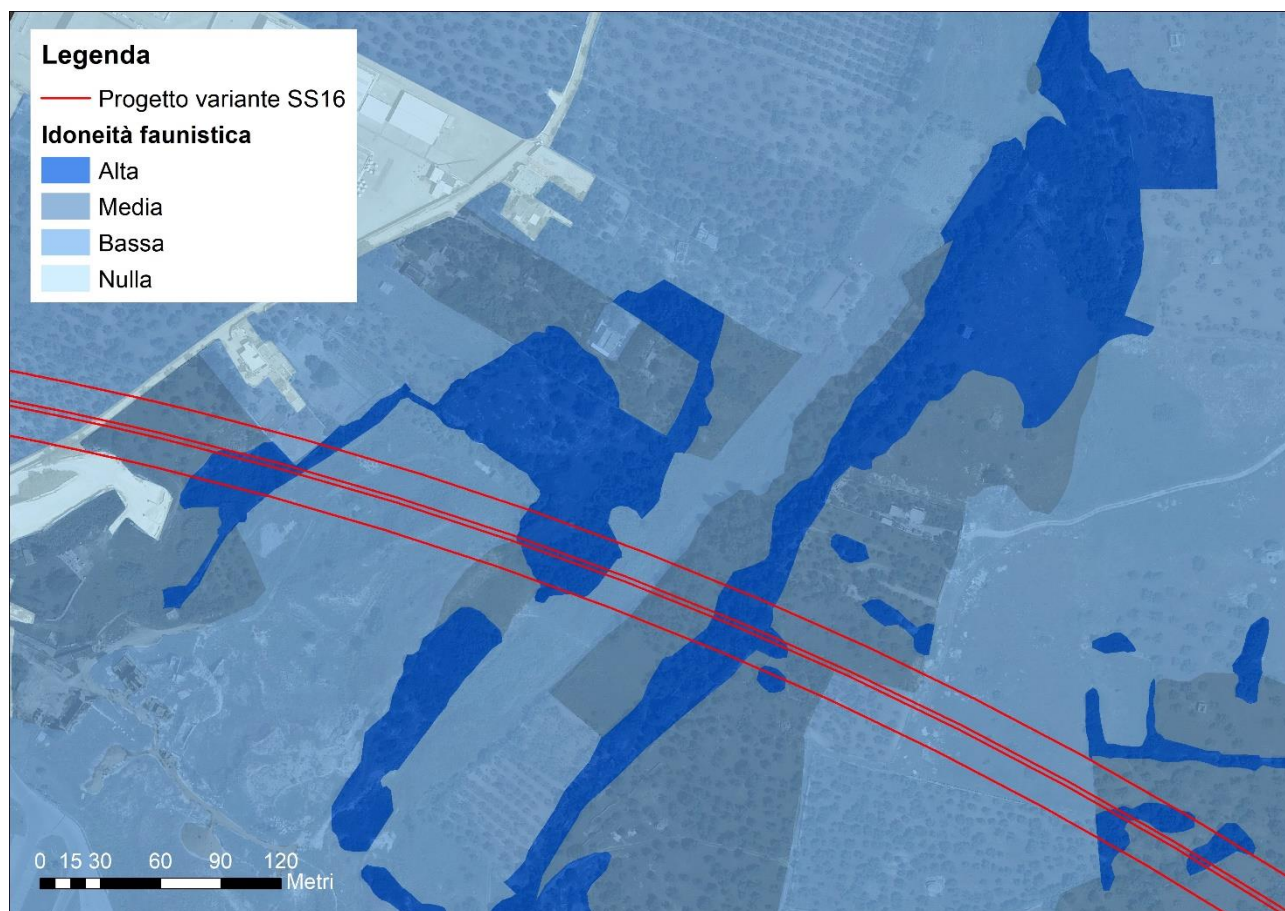 Legenda
Progetto variante SS16
Idoneità faunistica
Alta
Media
Bassa
Nulla
0 15 30 60 90 120
Metri